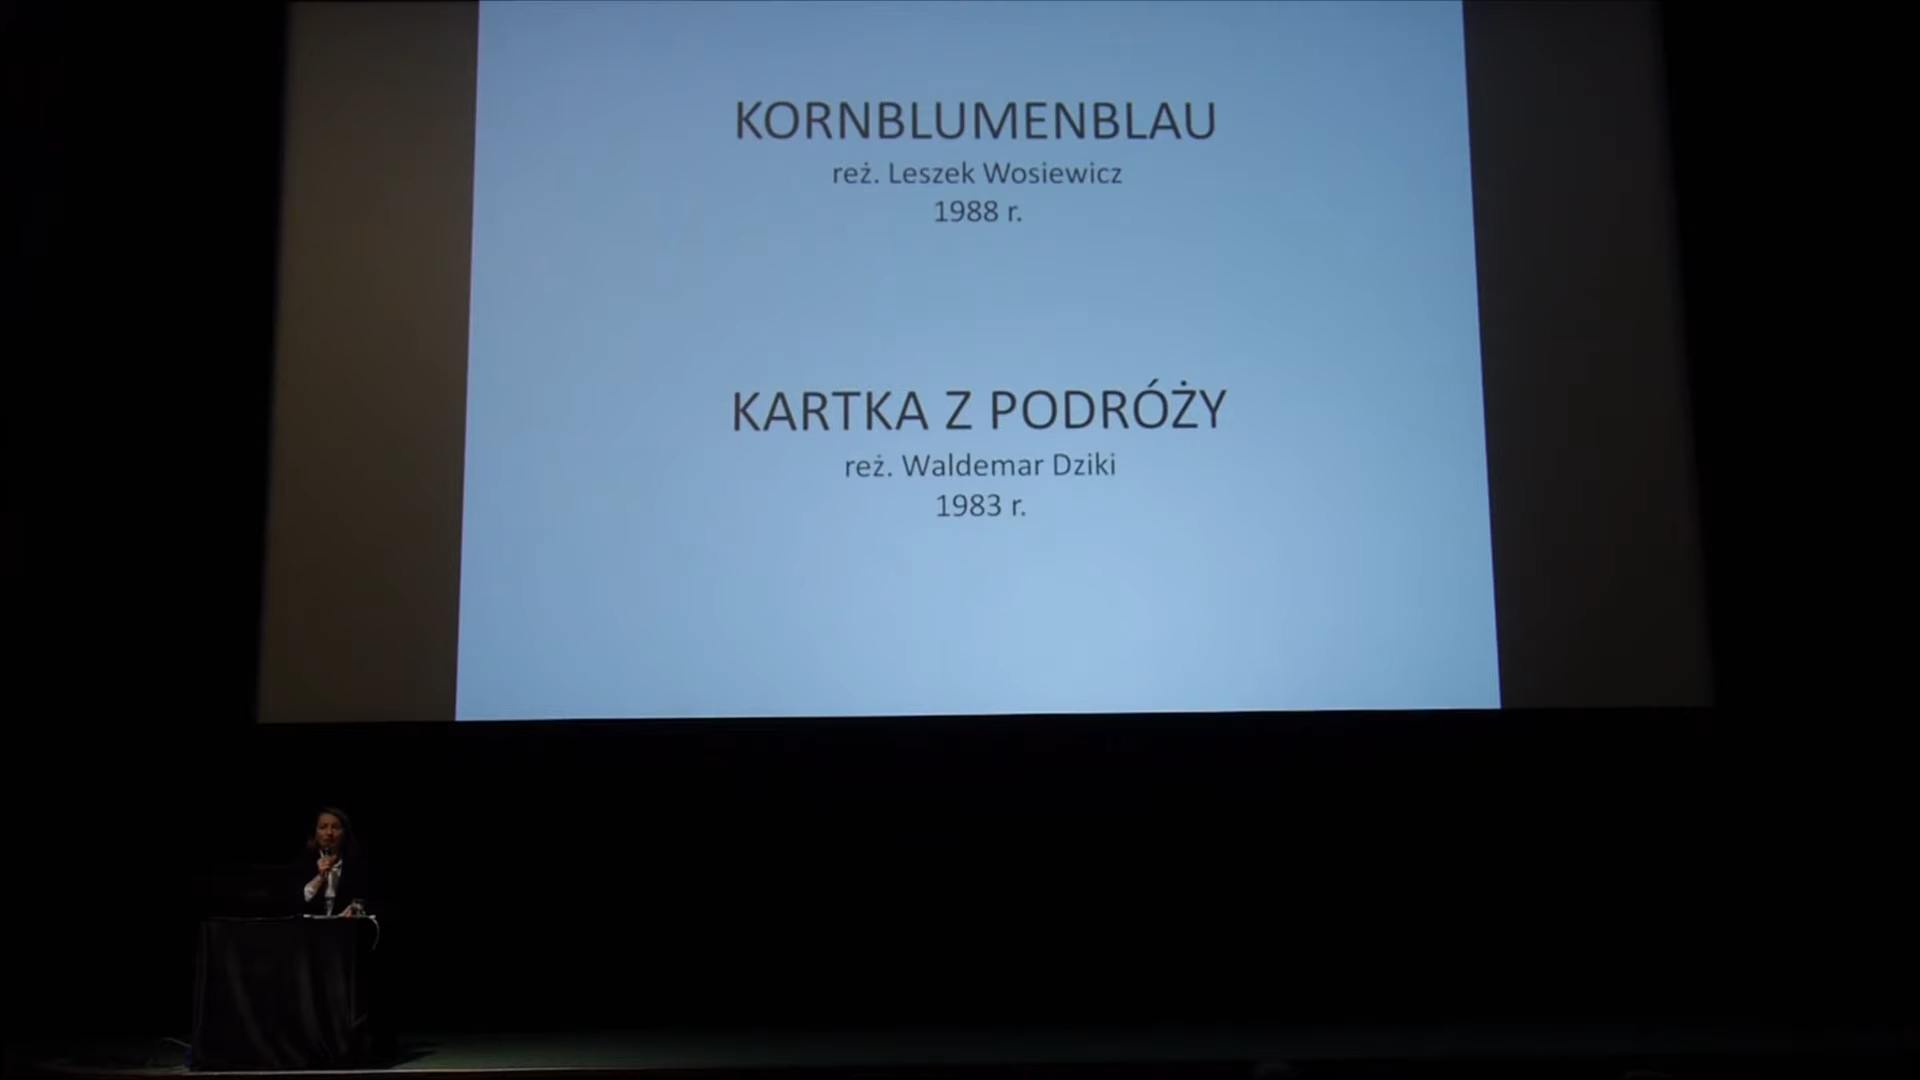 KORNBLUMENBLAU
reż. Leszek Wosiewicz
1988 r.
KARTKA Z PODRÓŻY
reż. Waldemar Dziki
1983 r.